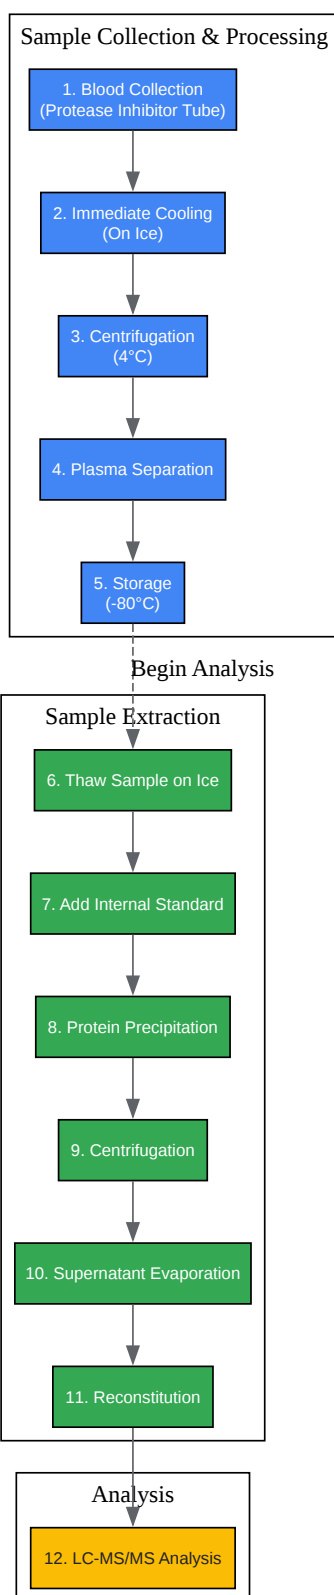 Sample Collection & Processing
1. Blood Collection
(Protease Inhibitor Tube)
2. Immediate Cooling
(On Ice)
3. Centrifugation
(4°C)
4. Plasma Separation
5. Storage
(-80°C)
Begin Analysis
Sample Extraction
6. Thaw Sample on Ice
7. Add Internal Standard
8. Protein Precipitation
9. Centrifugation
10. Supernatant Evaporation
11. Reconstitution
Analysis
12. LC-MS/MS Analysis